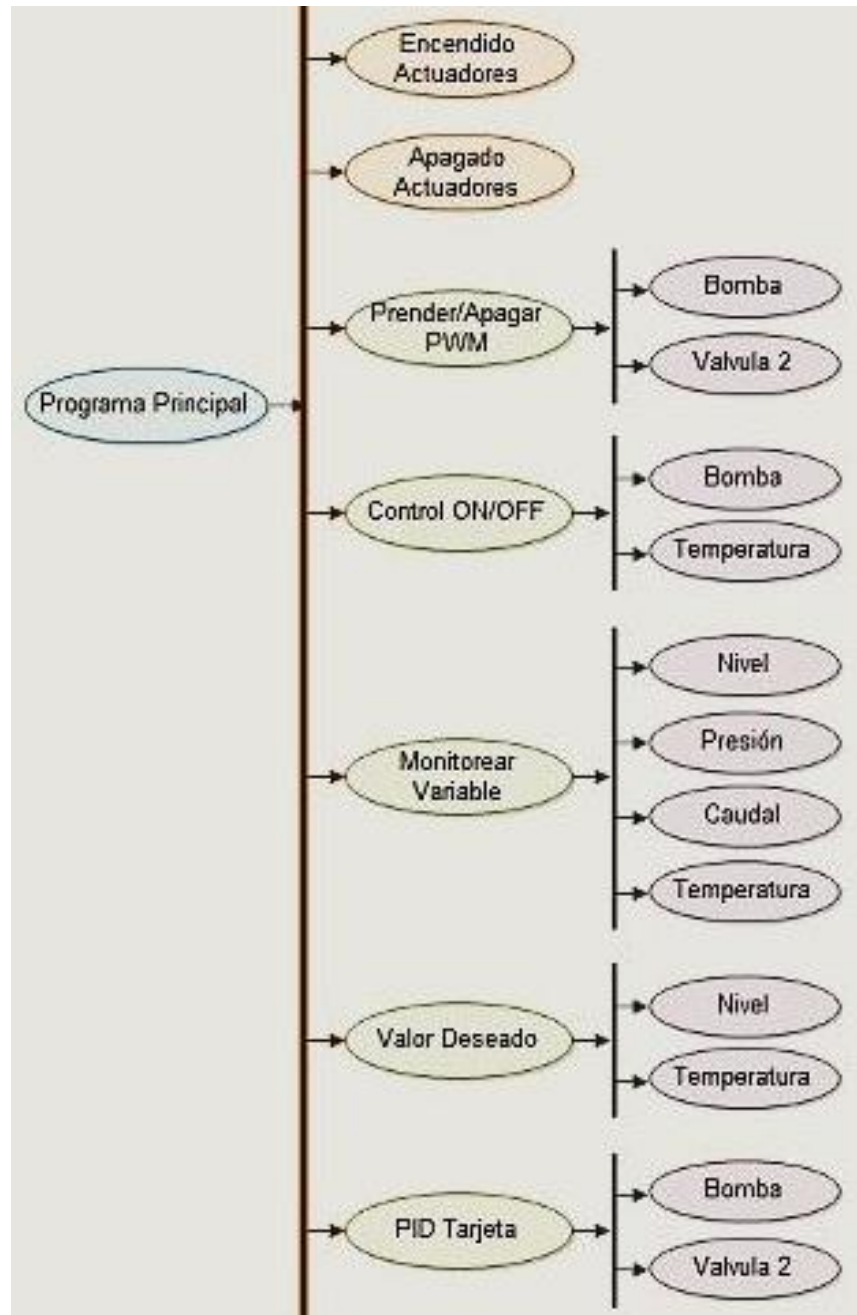 Encendido
Actuadores
Apagado
Actuadores
Prender/Apagar
PWM
Bomba
Valvula 2
Programa Principal
Control ON/OFF
Bomba
Temperatura
Monitorear
Variable
Nivel
Presión
Caudal
Temperatura
Valor Deseado
Nivel
Temperatura
PID Tarjeta
Bomba
Valvula 2